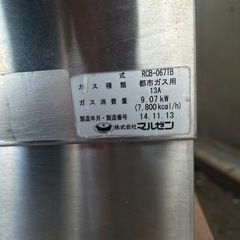 式 RCB-067TB
ガス種類 都市ガス用
13A
ガス消費量 9.07kW
(7,800kcal/h)
製造年月・製造番号 14.11.13
株式会社マルゼン